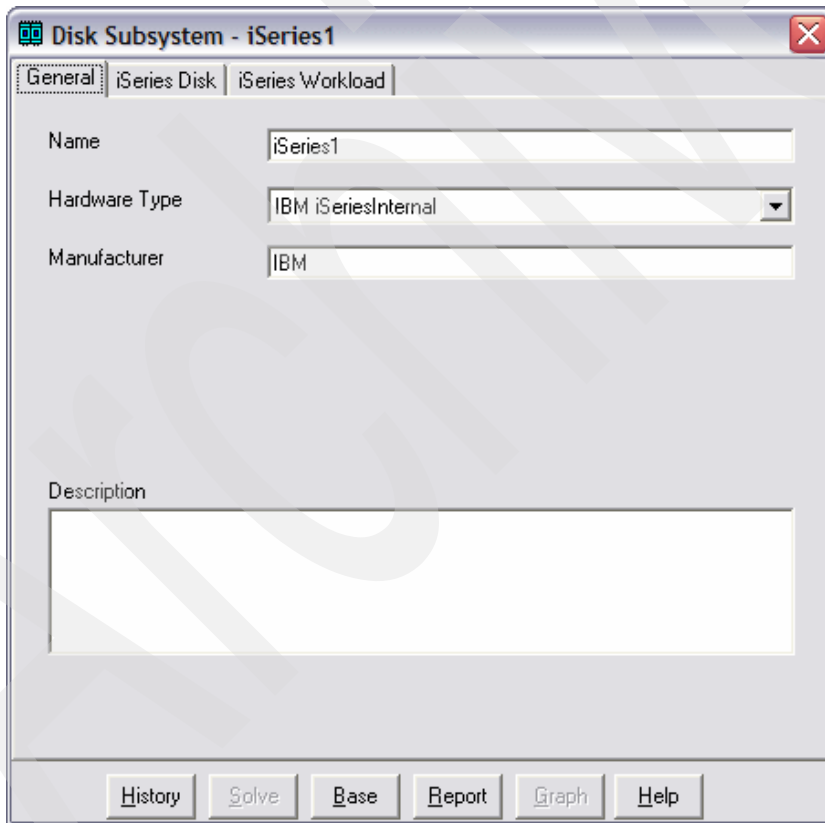 Disk Subsystem - iSeries1
General iSeries Disk iSeries Workload
Name iSeries1
Hardware Type IBM iSeriesInternal
Manufacturer IBM
Description
History Solve Base Report Graph Help